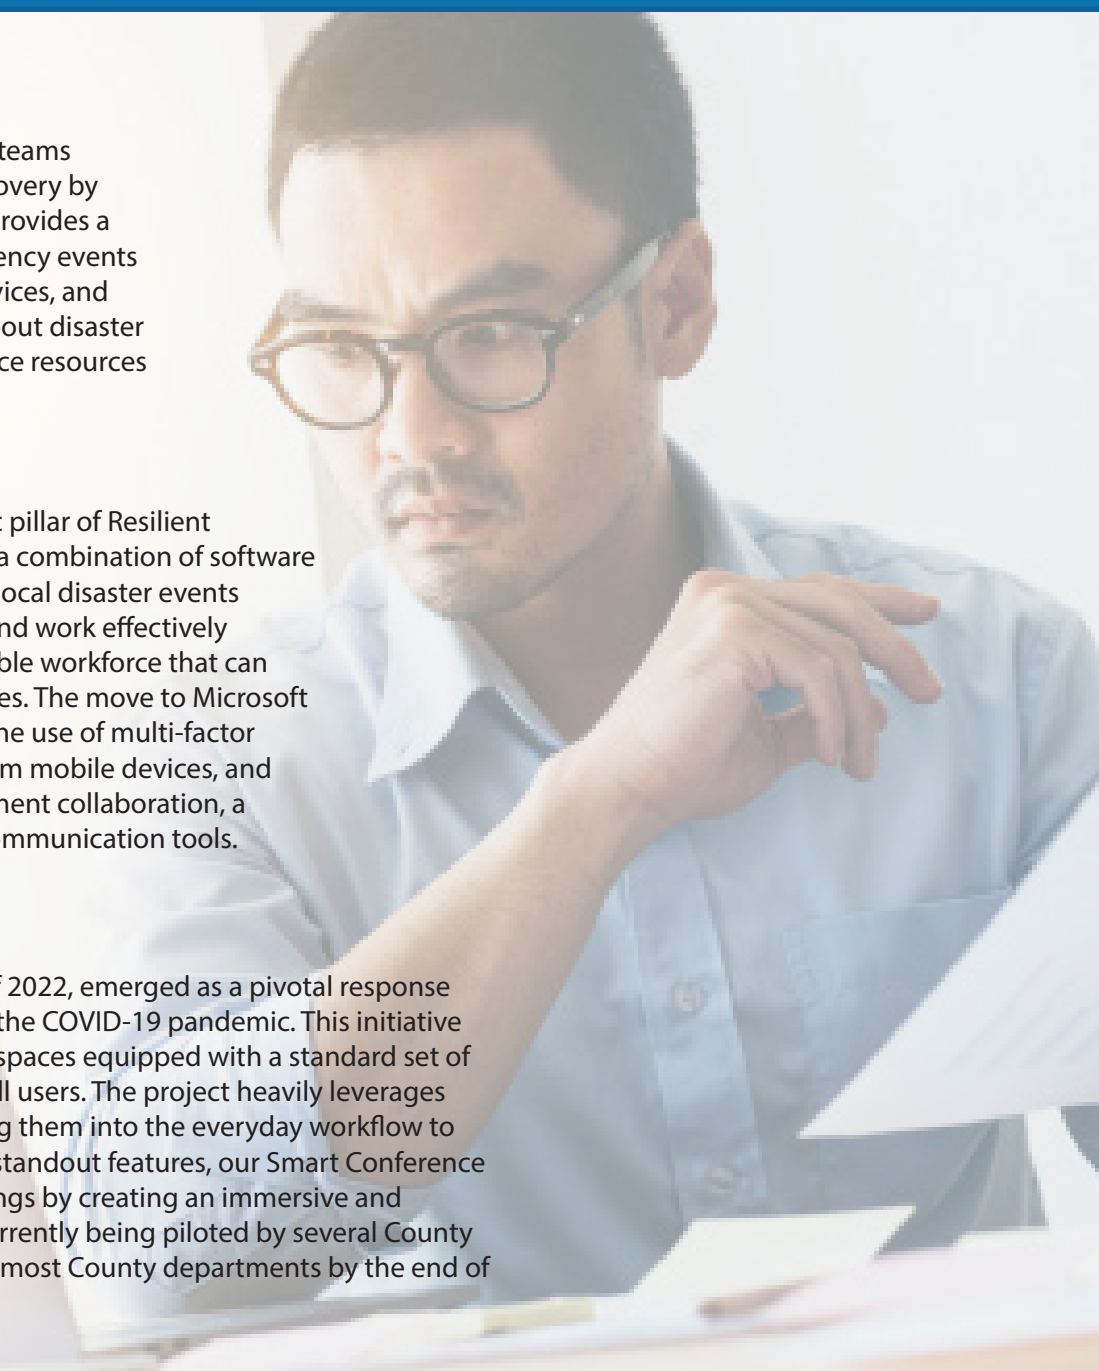 teams
overy by
rovides a
ency events
vices, and
out disaster
ce resources
t pillar of Resilient
a combination of software
local disaster events
nd work effectively
ble workforce that can
es. The move to Microsoft
he use of multi-factor
m mobile devices, and
ment collaboration, a
mmunication tools.
f 2022, emerged as a pivotal response
the COVID-19 pandemic. This initiative
spaces equipped with a standard set of
ll users. The project heavily leverages
g them into the everyday workflow to
standout features, our Smart Conference
ngs by creating an immersive and
rrently being piloted by several County
most County departments by the end of